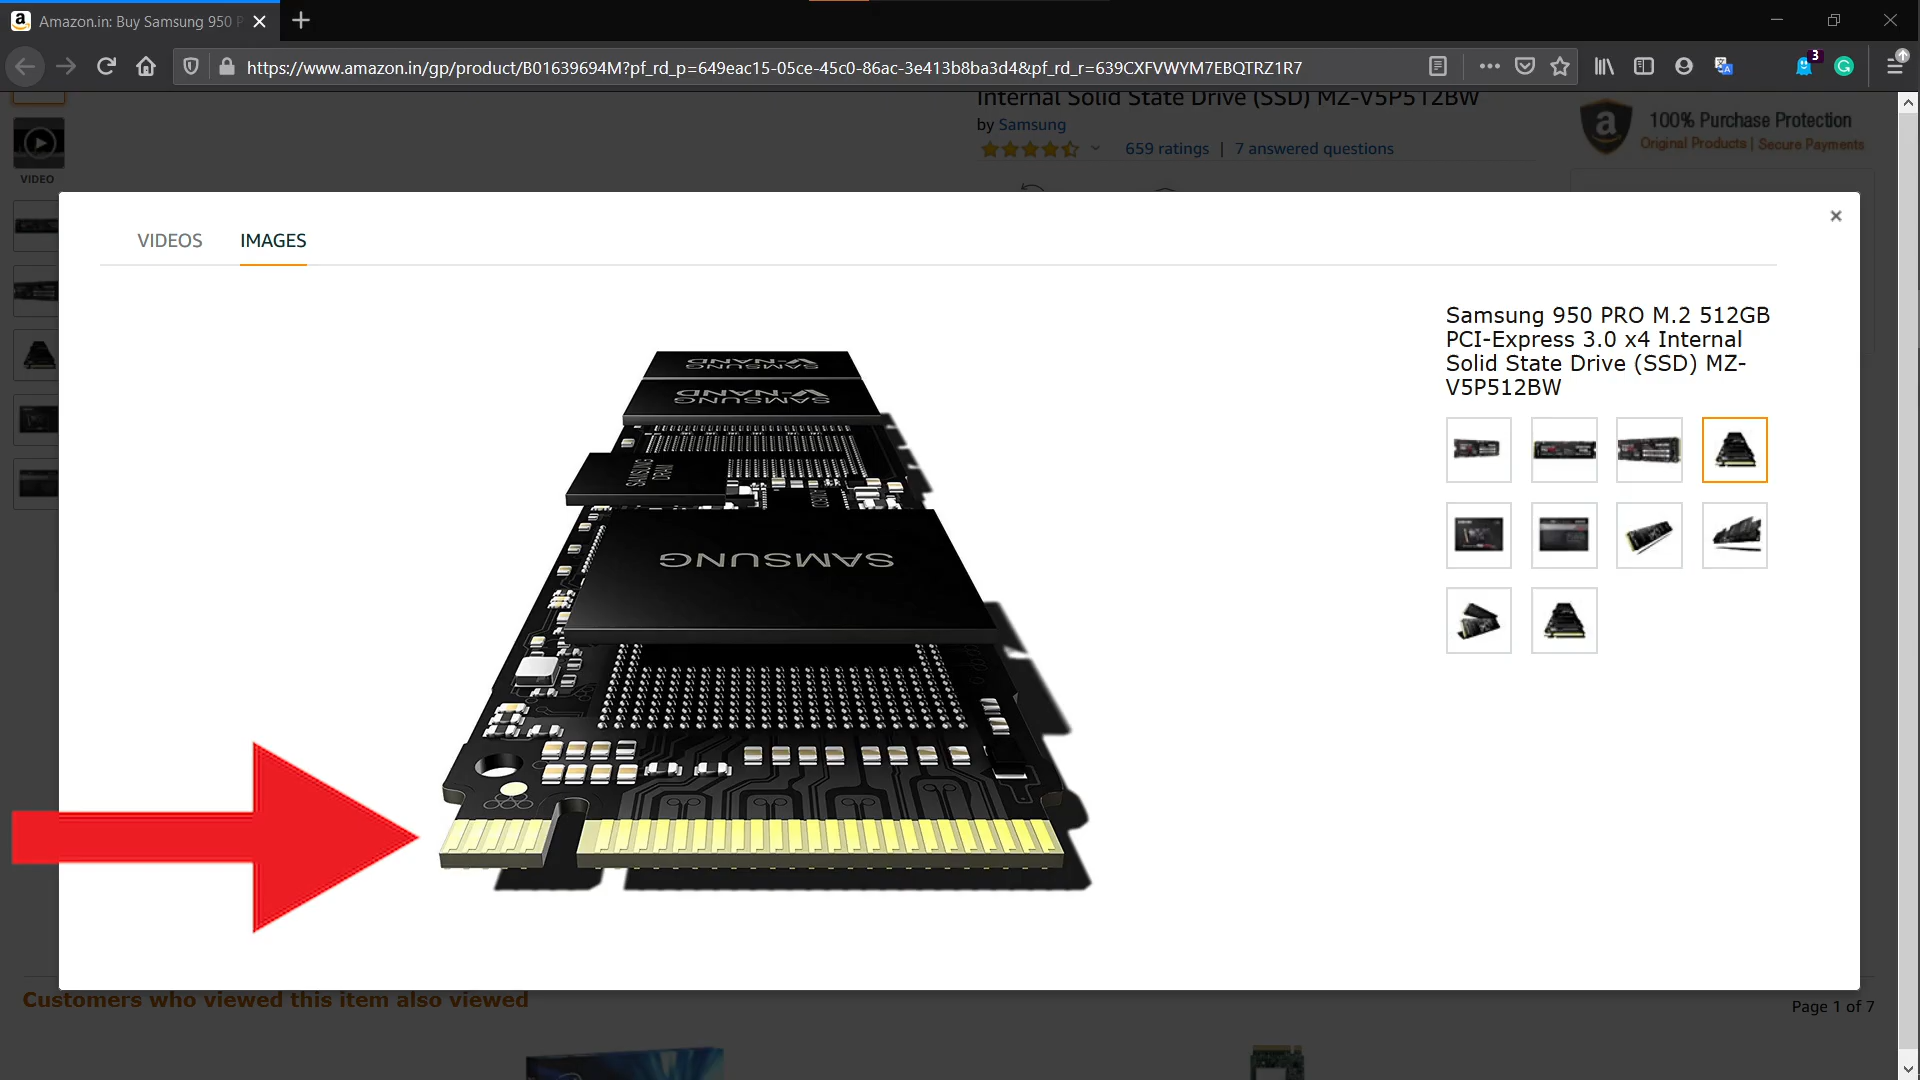 Amazon.in: Buy Samsung 950 P
https://www.amazon.in/gp/product/B01639694M?pf_rd_p=649eac15-05ce-45c0-86ac-3e413b8ba3d4&pf_rd_r=639CXFVWYM7EBQTRZ1R7
3
Internal Solid State Drive (SSD) MZ-V5P512BW
by Samsung
659 ratings | 7 answered questions
100% Purchase Protection
Original Products | Secure Payments
VIDEO
VIDEOS IMAGES
Samsung 950 PRO M.2 512GB
PCI-Express 3.0 x4 Internal
Solid State Drive (SSD) MZ-
V5P512BW
SAMSUNG
V-NAND
SAMSUNG
V-NAND
SAMSUNG
DRAM
SAMSUNG
Customers who viewed this item also viewed
Page 1 of 7